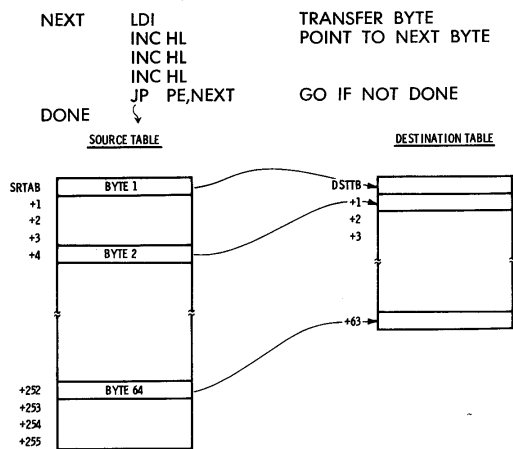 NEXT LDI TRANSFER BYTE
INC HL POINT TO NEXT BYTE
INC HL
INC HL
JP PE,NEXT GO IF NOT DONE
DONE
SOURCE TABLE DESTINATION TABLE
SRTAB BYTE 1 DSTTB
+1 +1
+2 +2
+3 +3
+4 BYTE 2
+63
+252 BYTE 64
+253
+254
+255